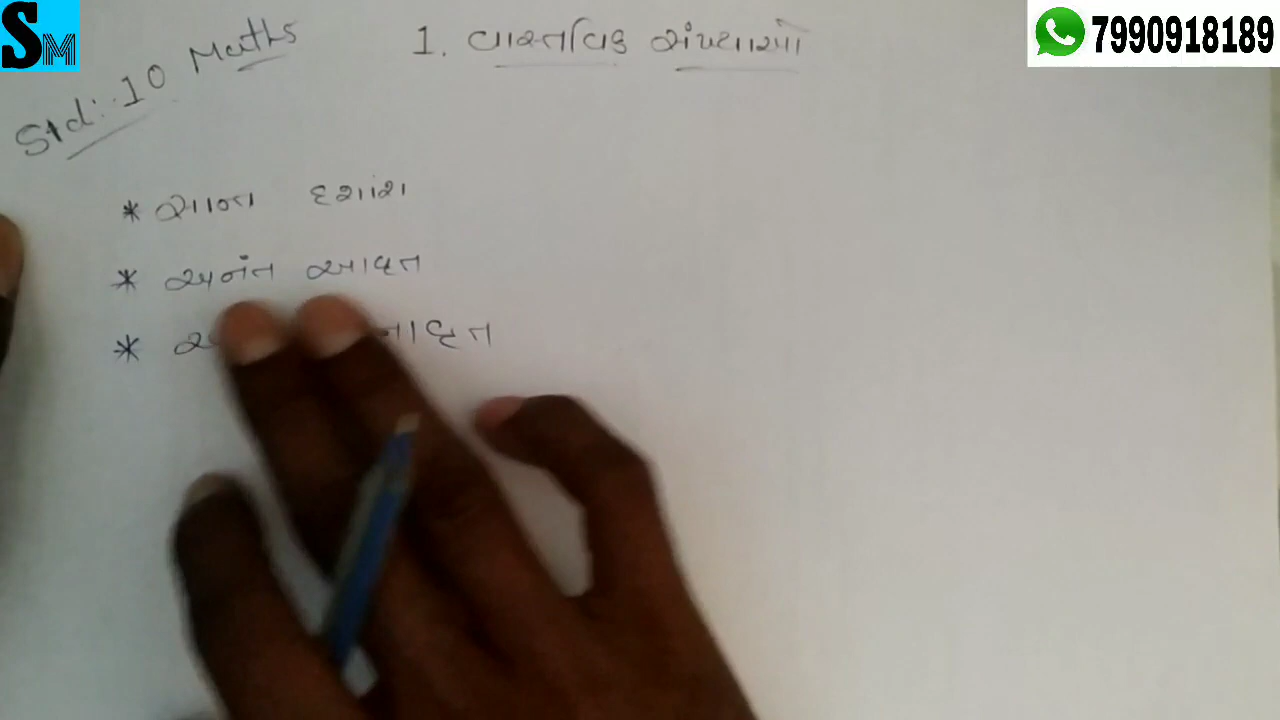 SM
7990918189
Std:- 10 Maths
1. વાસ્તવિક સંખ્યાઓ
* સાન્ત દશાંશ
* અનંત આવૃત
*